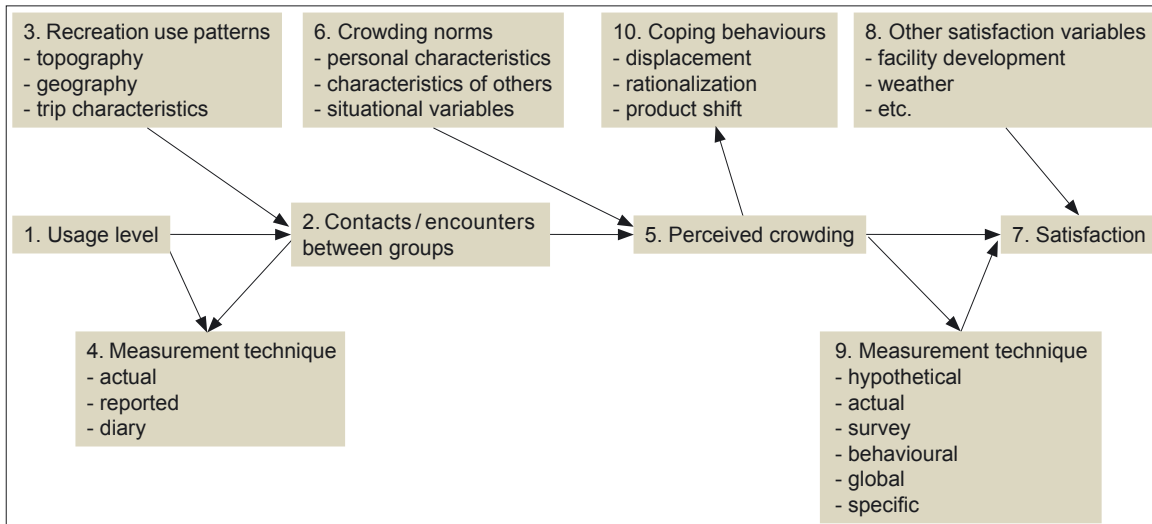 3. Recreation use patterns
- topography
- geography
- trip characteristics
6. Crowding norms
- personal characteristics
- characteristics of others
- situational variables
10. Coping behaviours
- displacement
- rationalization
- product shift
8. Other satisfaction variables
- facility development
- weather
- etc.
1. Usage level
2. Contacts / encounters
between groups
5. Perceived crowding
7. Satisfaction
4. Measurement technique
- actual
- reported
- diary
9. Measurement technique
- hypothetical
- actual
- survey
- behavioural
- global
- specific